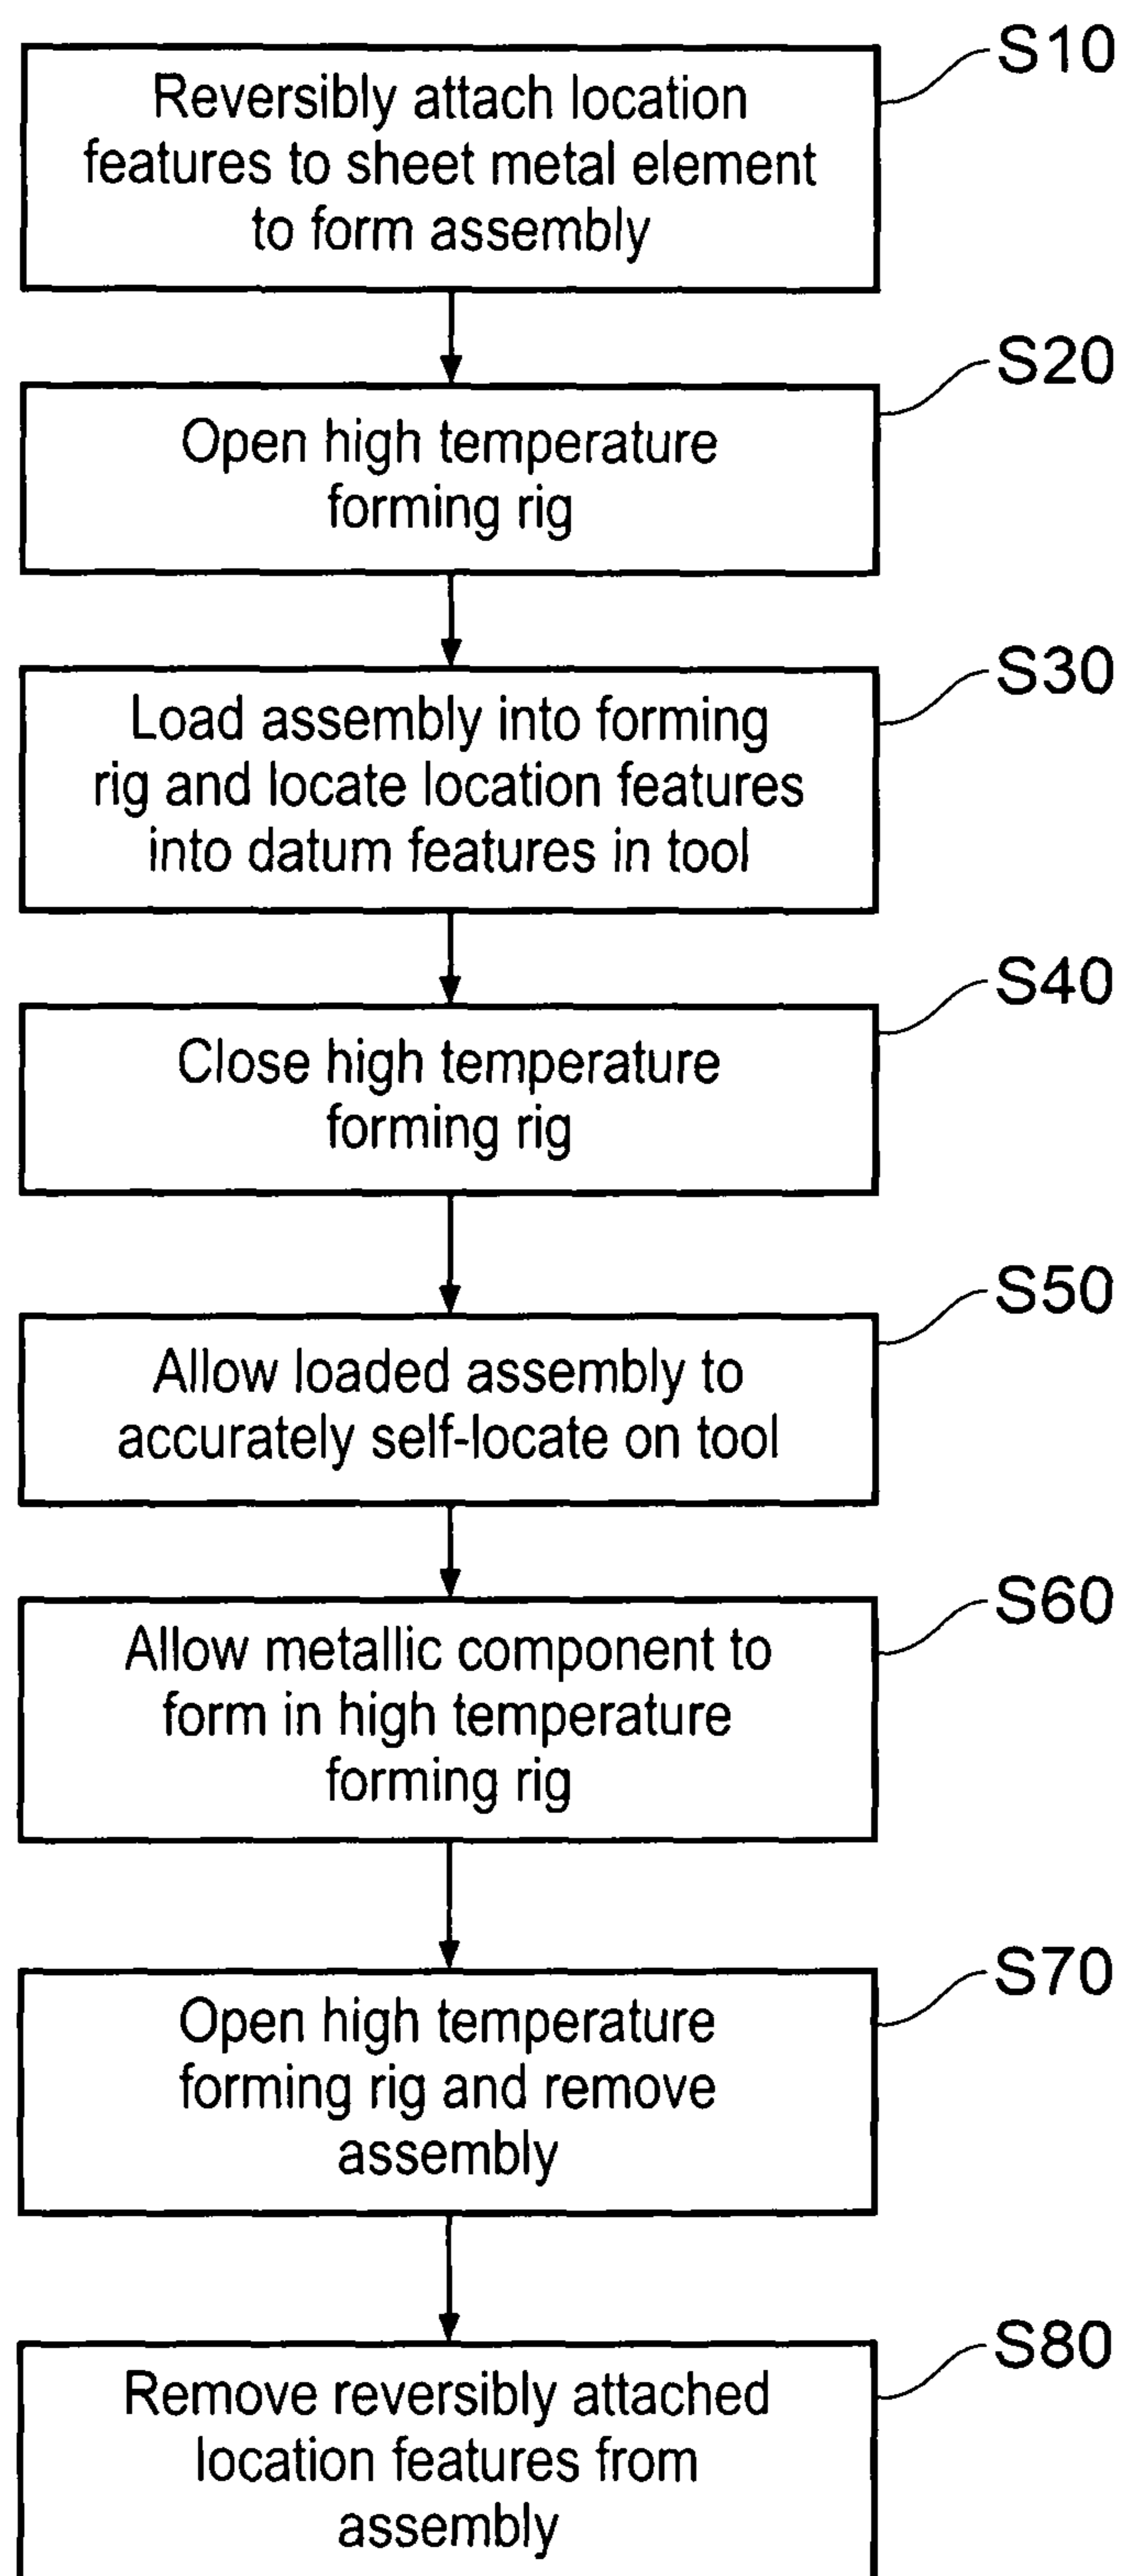 S10
Reversibly attach location
features to sheet metal element
to form assembly
S20
Open high temperature
forming rig
S30
Load assembly into forming
rig and locate location features
into datum features in tool
S40
Close high temperature
forming rig
S50
Allow loaded assembly to
accurately self-locate on tool
S60
Allow metallic component to
form in high temperature
forming rig
S70
Open high temperature
forming rig and remove
assembly
S80
Remove reversibly attached
location features from
assembly